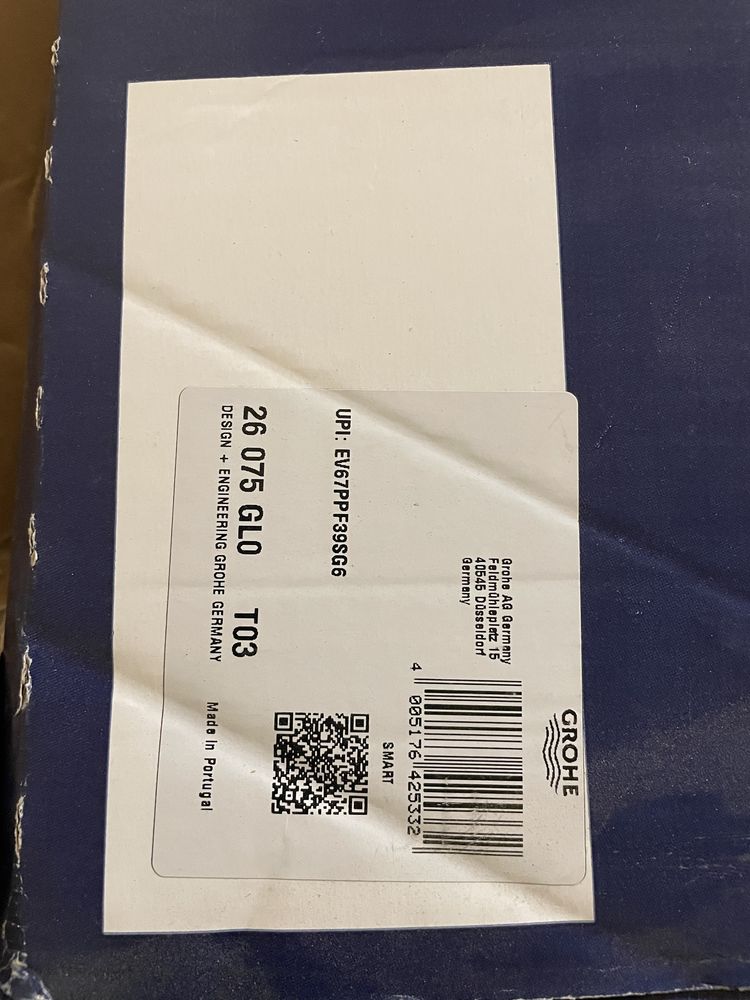 GROHE
Grohe AG Germany
Feldmühleplatz 15
40545 Düsseldorf
Germany
4 005176 425332
SMART
UPI: EV67PPF39SG6
26 075 GL0 T03
DESIGN + ENGINEERING GROHE GERMANY
Made in Portugal